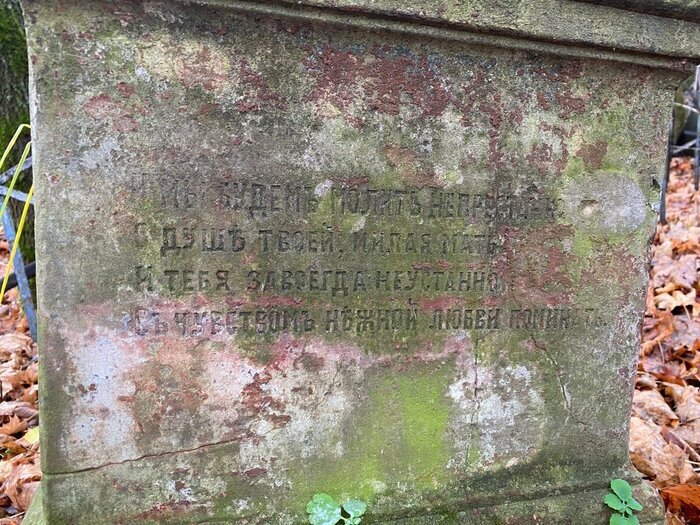 И МЫ БУДЕМЪ МОЛИТЬ НЕПРЕСТАННО
О ДУШѢ ТВОЕЙ, МИЛАЯ МАТЬ,
И ТЕБЯ ЗАВСЕГДА НЕУСТАННО,
СЪ ЧУВСТВОМЪ НѢЖНОЙ ЛЮБВИ ПОМИНАТЬ.